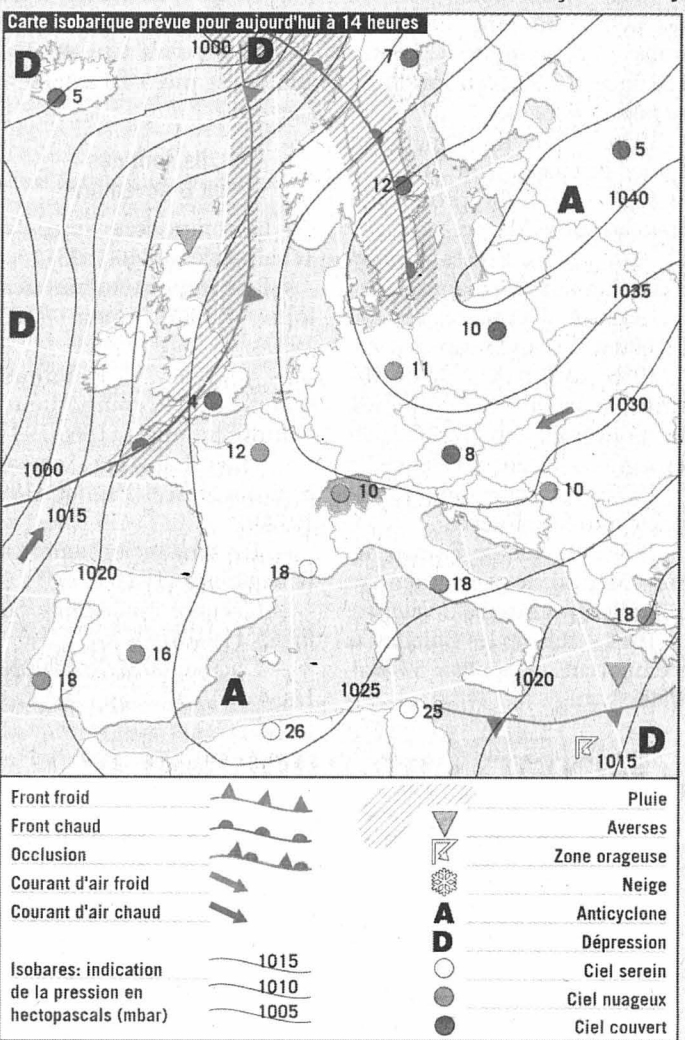 Carte isobarique prévue pour aujourd'hui à 14 heures
1000
D
D
7
5
5
12
A
1040
1035
D
10
11
4
1030
12
8
1000
10
10
1015
1020
18
18
18
16
18
1020
1025
A
25
26
D
1015
Front froid
Front chaud
Occlusion
Courant d'air froid
Courant d'air chaud
Isobares: indication
de la pression en
hectopascals (mbar)
1015
1010
1005
Pluie
Averses
Zone orageuse
Neige
A Anticyclone
D Dépression
Ciel serein
Ciel nuageux
Ciel couvert